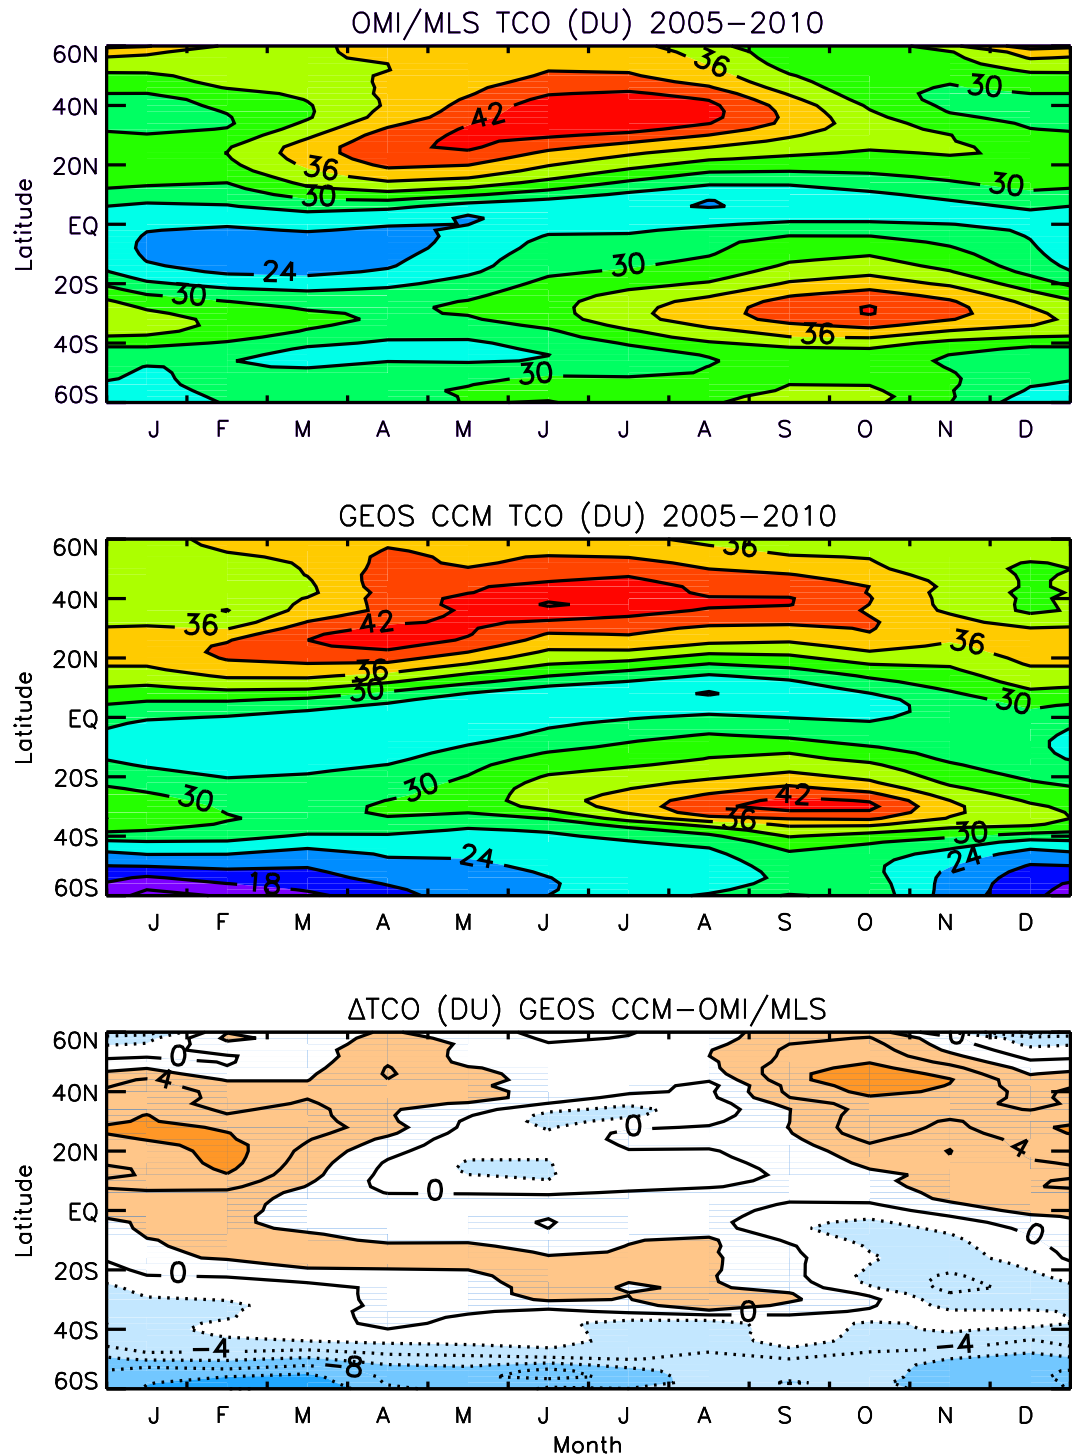 OMI/MLS TCO (DU) 2005-2010
60N
36
30
40N
42
36
20N
30
30
EQ
Latitude
24
30
20S
30
36
40S
30
60S
J F M A M J J A S O N D
GEOS CCM TCO (DU) 2005-2010
60N
36
40N
36
42
36
20N
36
30
30
EQ
Latitude
20S
30
30
42
36
40S
30
24
24
60S
18
J F M A M J J A S O N D
ΔTCO (DU) GEOS CCM-OMI/MLS
60N
0
0
4
40N
0
4
20N
0
EQ
Latitude
0
20S
0
0
40S
-4
-4
-8
60S
J F M A M J J A S O N D
Month